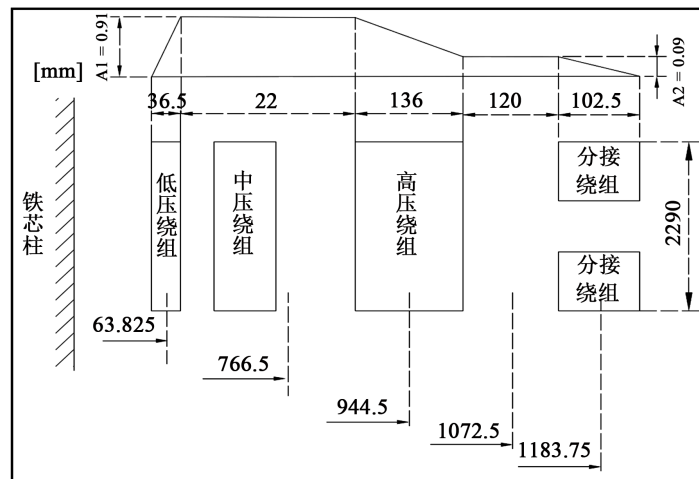 A1 = 0.91
A2 = 0.09
[mm]
36.5
22
136
120
102.5
铁芯柱
低压绕组
中压绕组
高压绕组
分接
绕组
分接
绕组
2290
63.825
766.5
944.5
1072.5
1183.75